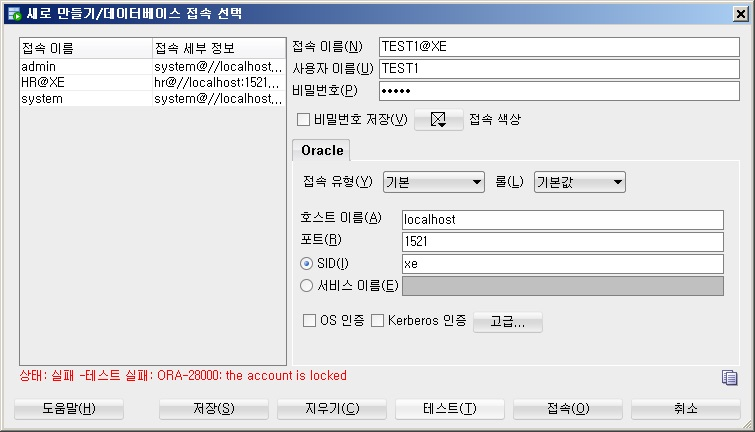 새로 만들기/데이터베이스 접속 선택
접속 이름 접속 세부 정보
admin system@//localhost,,,
HR@XE hr@//localhost:1521,,,
system system@//localhost,,,
접속 이름(N) TEST1@XE
사용자 이름(U) TEST1
비밀번호(P) •••••
비밀번호 저장(V) 접속 색상
Oracle
접속 유형(Y) 기본 롤(L) 기본값
호스트 이름(A) localhost
포트(R) 1521
SID(I) xe
서비스 이름(E)
OS 인증 Kerberos 인증 고급,,,
상태: 실패 -테스트 실패: ORA-28000: the account is locked
도움말(H) 저장(S) 지우기(C) 테스트(T) 접속(O) 취소